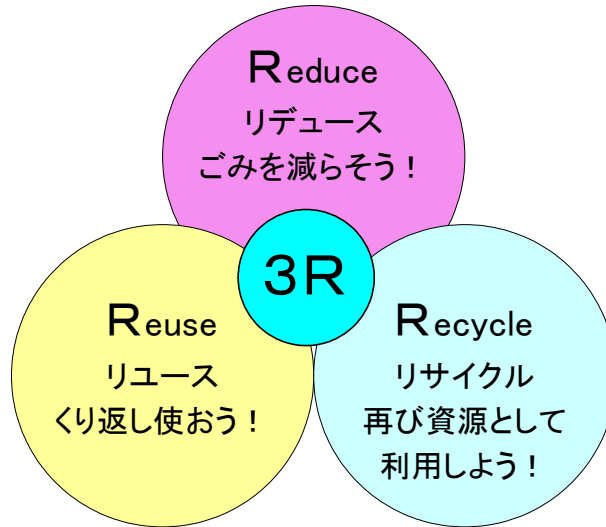 Reduce
リデュース
ごみを減らそう！
3R
Reuse
リユース
くり返し使おう！
Recycle
リサイクル
再び資源として
利用しよう！